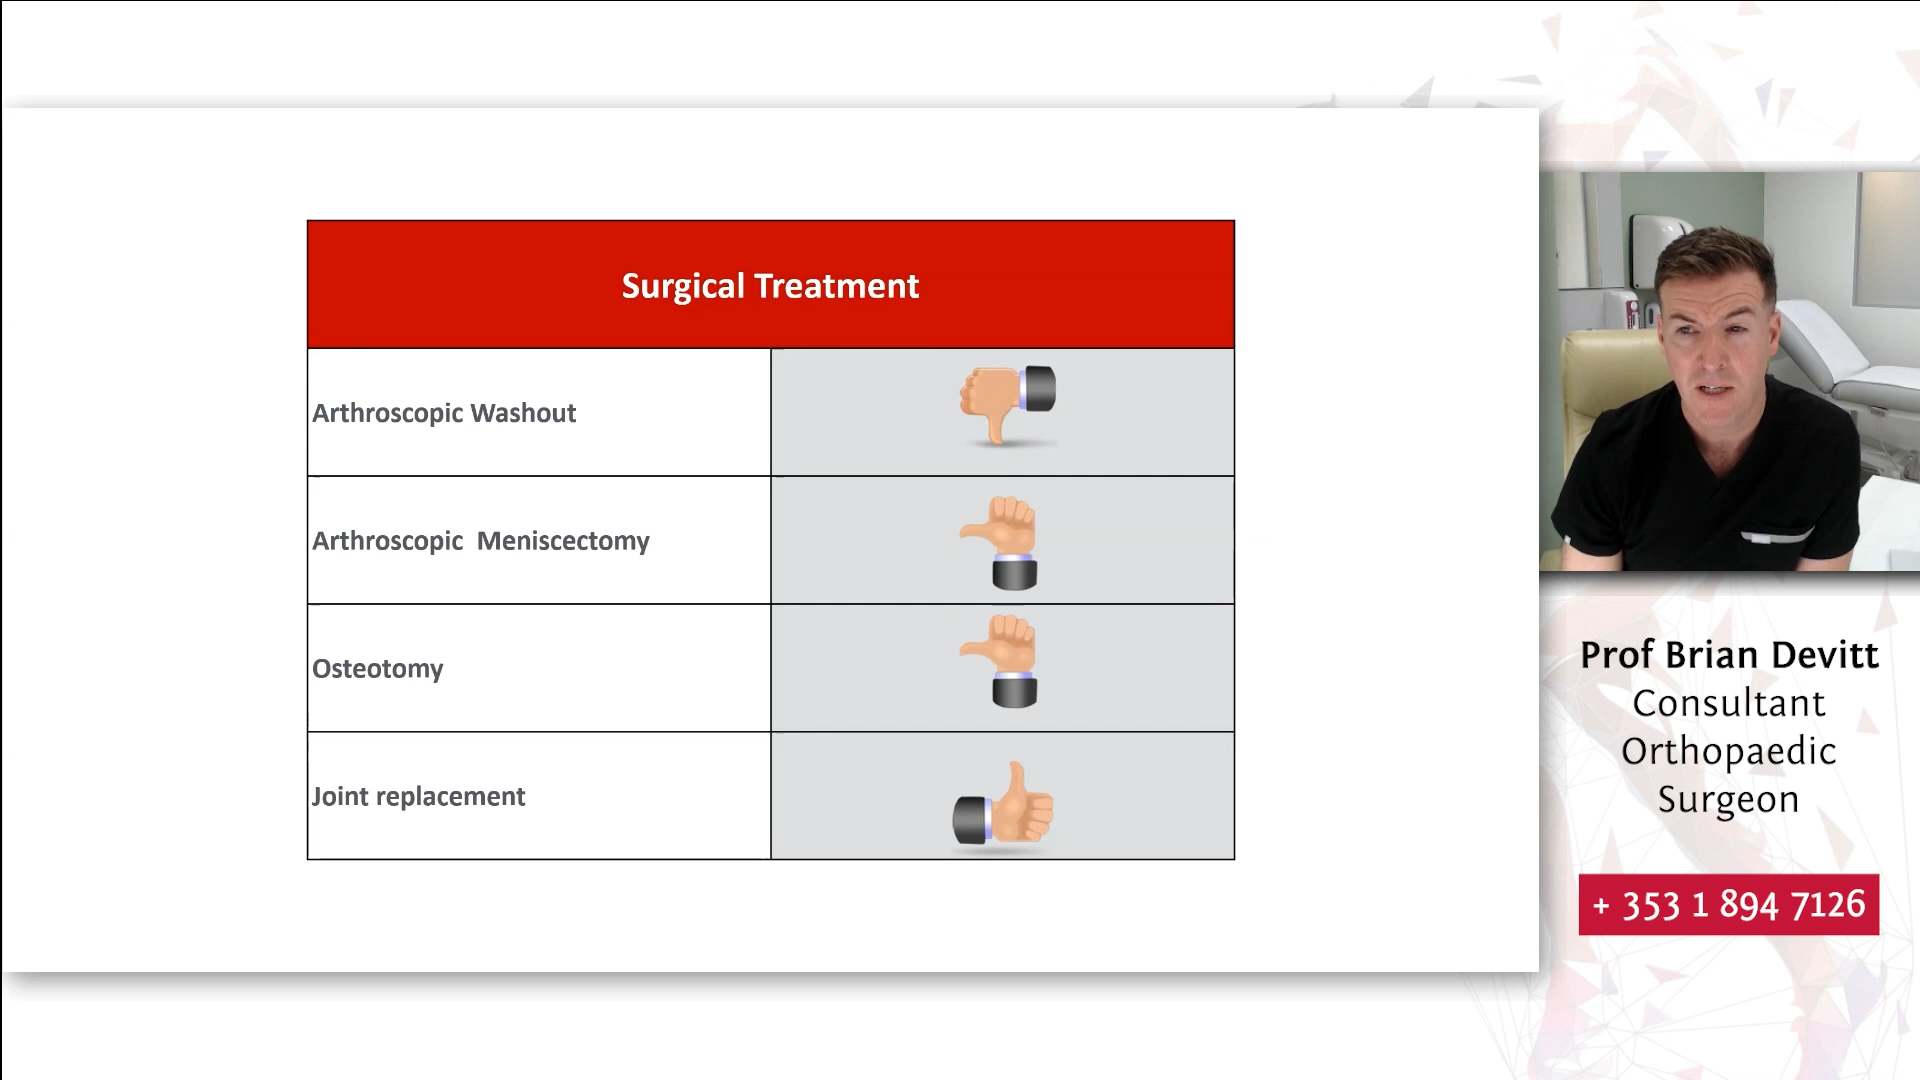 Surgical Treatment
Arthroscopic Washout
Arthroscopic  Meniscectomy
Osteotomy
Joint replacement
Prof Brian Devitt
Consultant
Orthopaedic
Surgeon
+ 353 1 894 7126